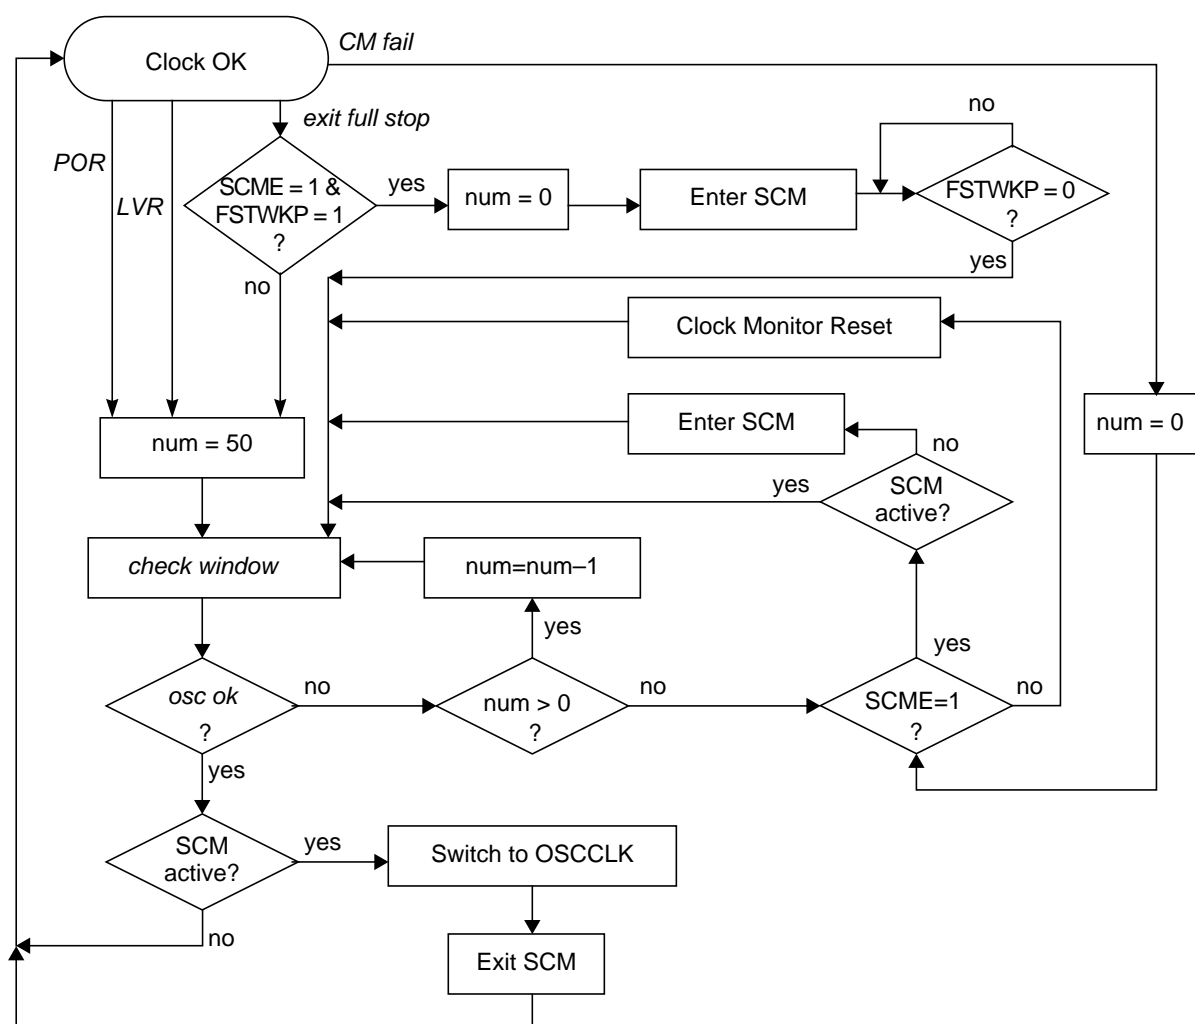 Clock OK
CM fail
exit full stop
POR
LVR
SCME = 1 &
FSTWKP = 1
?
yes
no
num = 0
Enter SCM
no
FSTWKP = 0
?
yes
Clock Monitor Reset
Enter SCM
no
num = 0
num = 50
yes
SCM
active?
check window
num=num–1
yes
yes
osc ok
?
no
num > 0
?
no
SCME=1
?
no
yes
SCM
active?
yes
no
Switch to OSCCLK
Exit SCM